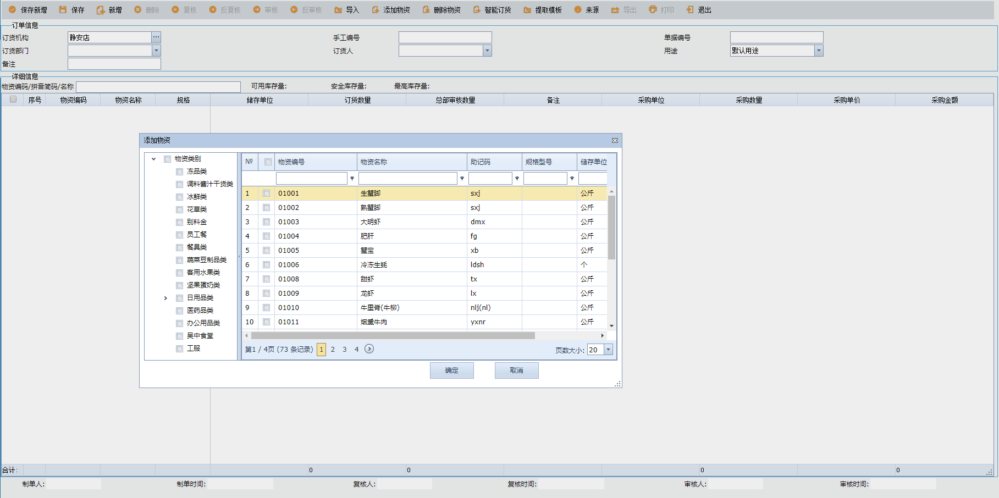 保存新增 保存 新增 删除 复核 反复核 审核 反审核 导入 添加物资 删除物资 智能订货 提取模板 来源 导出 打印 退出
订单信息
订货机构 静安店 手工编号 单据编号
订货部门 订货人 用途 默认用途
备注
详细信息
物资编码/拼音简码/名称 可用库存量: 安全库存量: 最高库存量:
序号 物资编码 物资名称 规格 储存单位 订货数量 总部审核数量 备注 采购单位 采购数量 采购单价 采购金额
添加物资
物资类别
冻品类
调料酱汁干货类
冰鲜类
花草类
别料金
员工餐
餐具类
蔬菜豆制品类
客用水果类
坚果蛋奶类
日用品类
医药品类
办公用品类
吴中食堂
工服
Nº 物资编号 物资名称 助记码 规格型号 储存单位
1 01001 生蟹脚 sxj 公斤
2 01002 熟蟹脚 sxj 公斤
3 01003 大明虾 dmx 公斤
4 01004 肥肝 fg 公斤
5 01005 蟹宝 xb 公斤
6 01006 冷冻生蚝 ldsh 个
7 01008 甜虾 tx 公斤
8 01009 龙虾 lx 公斤
9 01010 牛里脊(牛柳) nlj(nl) 公斤
10 01011 烟熏牛肉 yxnr 公斤
第1 / 4页 (73 条记录) 1 2 3 4 页数大小: 20
确定 取消
合计: 0 0 0 0
制单人: 制单时间: 复核人: 复核时间: 审核人: 审核时间: